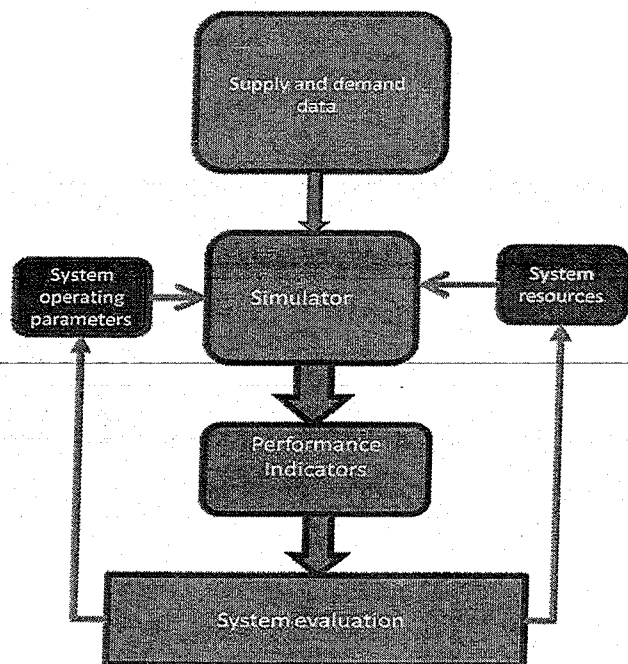 Supply and demand
data
System
operating
parameters
Simulator
System
resources
Performance
Indicators
System evaluation